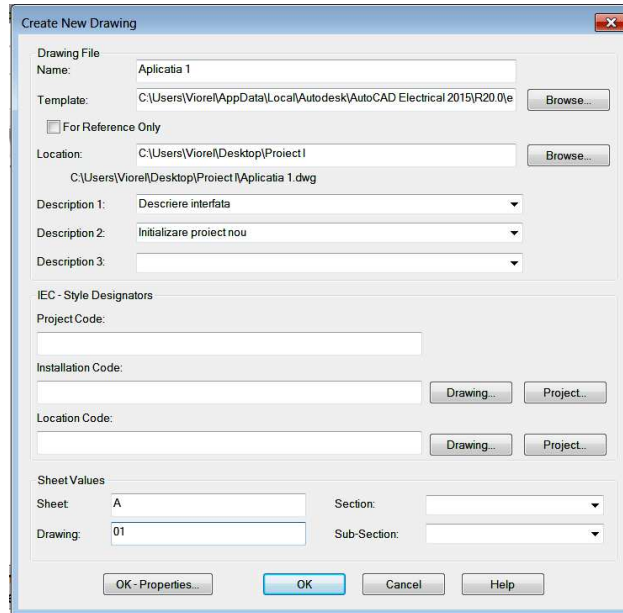 Create New Drawing
Drawing File
Name: Aplicatia 1
Template: C:\Users\Viorel\AppData\Local\Autodesk\AutoCAD Electrical 2015\R20.0\e Browse...
For Reference Only
Location: C:\Users\Viorel\Desktop\Proiect I Browse...
C:\Users\Viorel\Desktop\Proiect I\Aplicatia 1.dwg
Description 1: Descriere interfata
Description 2: Initializare proiect nou
Description 3:
IEC - Style Designators
Project Code:
Installation Code:
Drawing... Project...
Location Code:
Drawing... Project...
Sheet Values
Sheet: A Section:
Drawing: 01 Sub-Section:
OK - Properties... OK Cancel Help